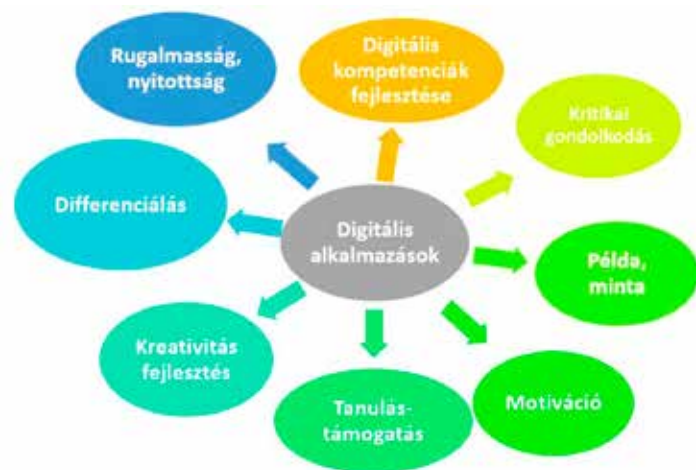 Digitális
kompetenciák
fejlesztése
Rugalmasság,
nyitottság
Kritikai
gondolkodás
Differenciálás
Digitális
alkalmazások
Példa,
minta
Kreativitás
fejlesztés
Tanulás-
támogatás
Motiváció